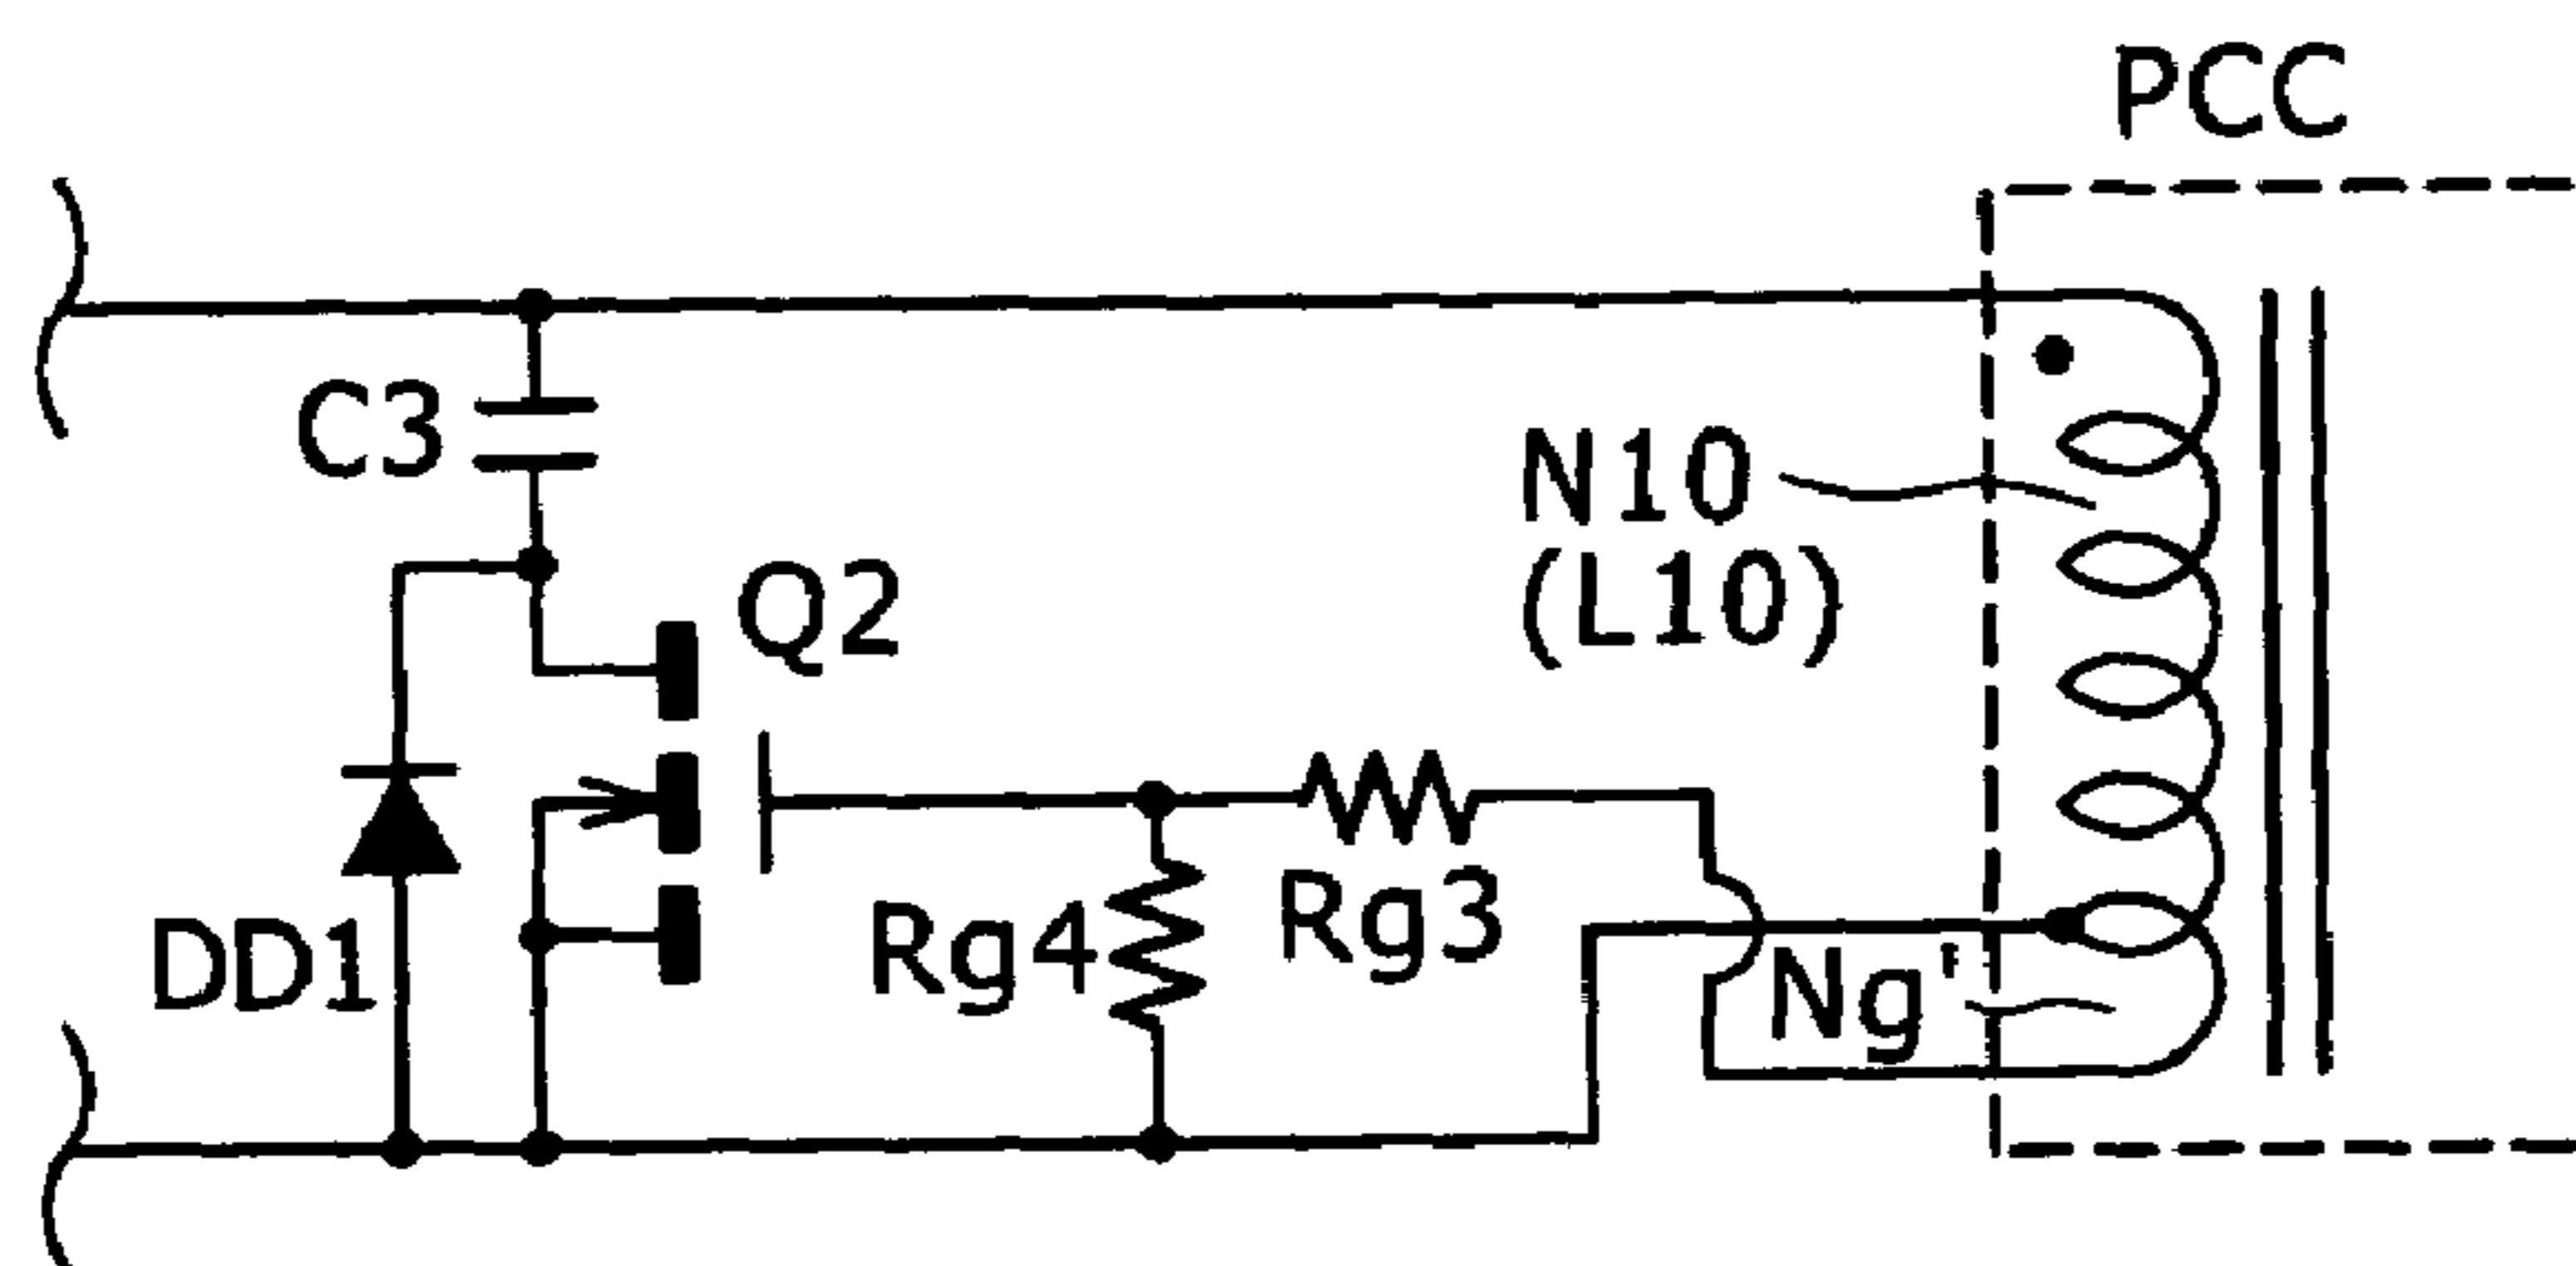 PCC
C3
N10
(L10)
Q2
Rg3
Rg4
DD1
Ng'